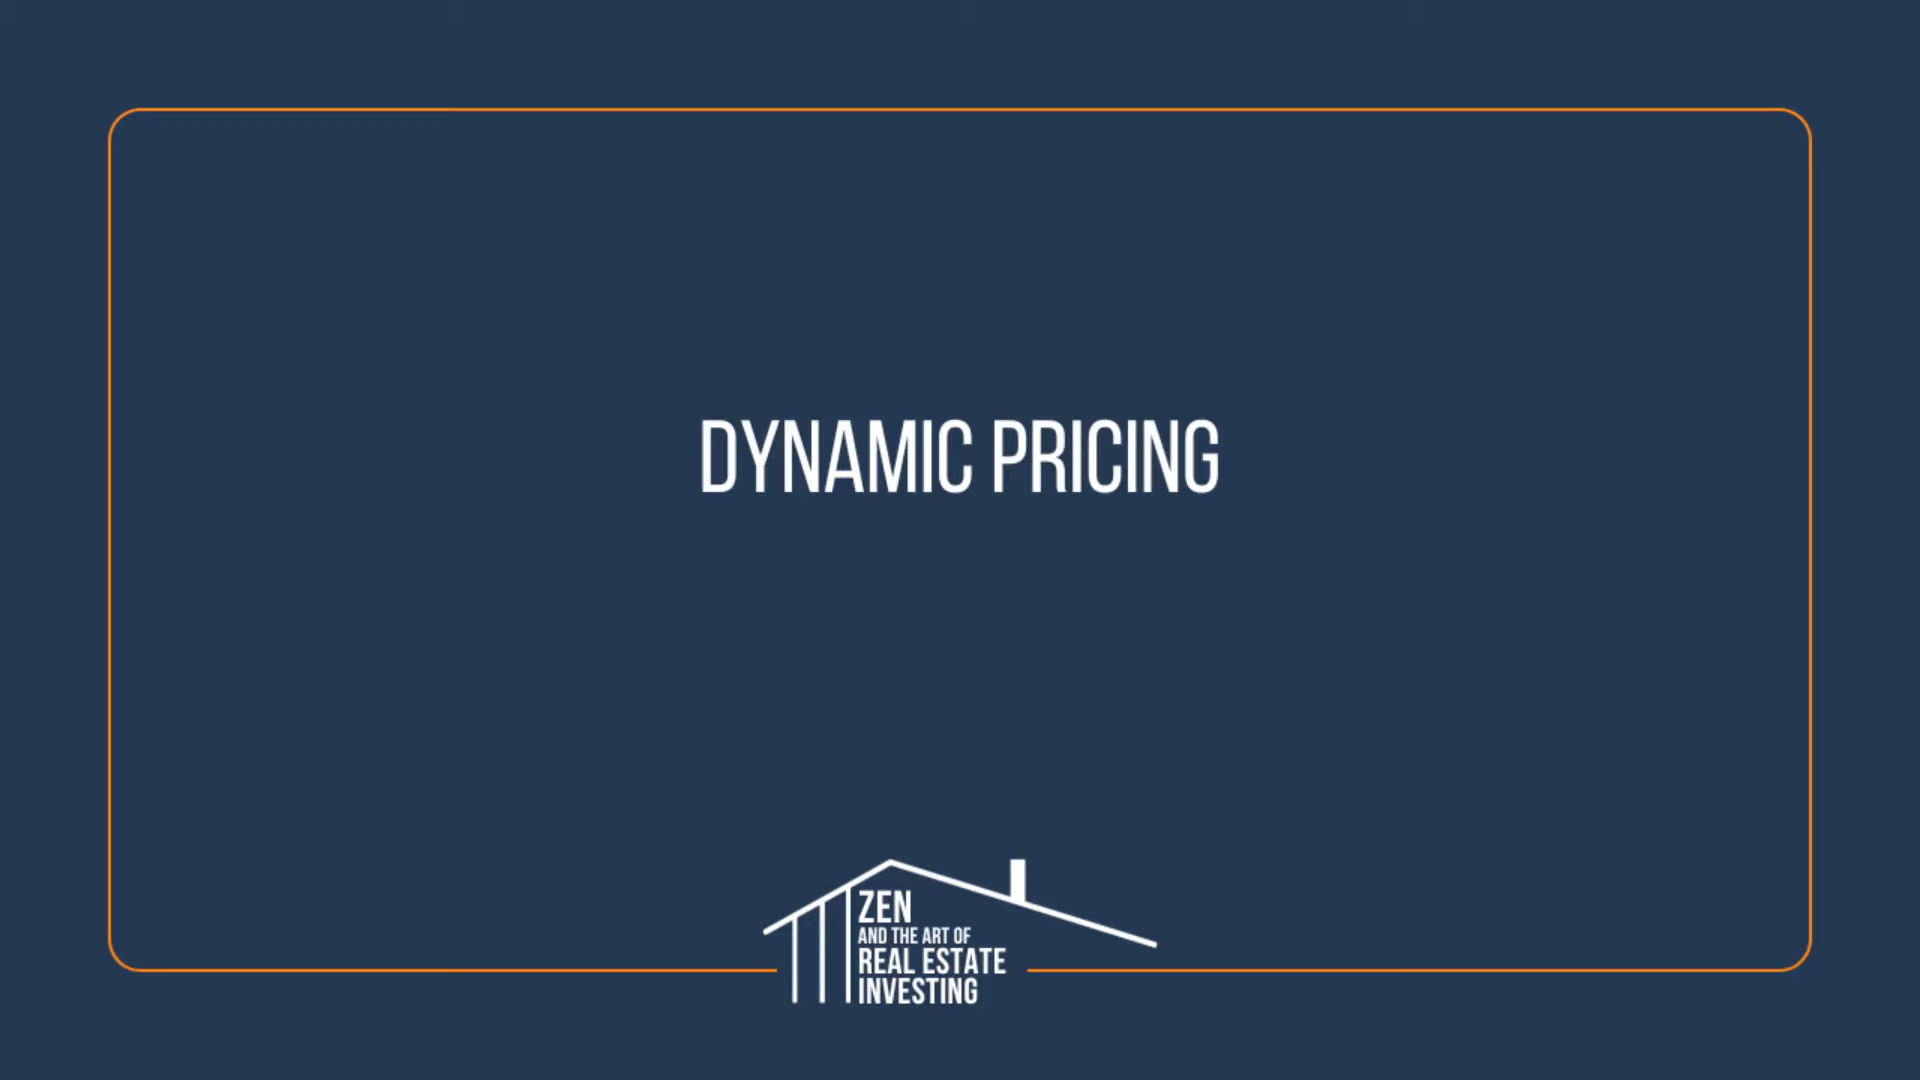 DYNAMIC PRICING
ZEN
AND THE ART OF
REAL ESTATE
INVESTING